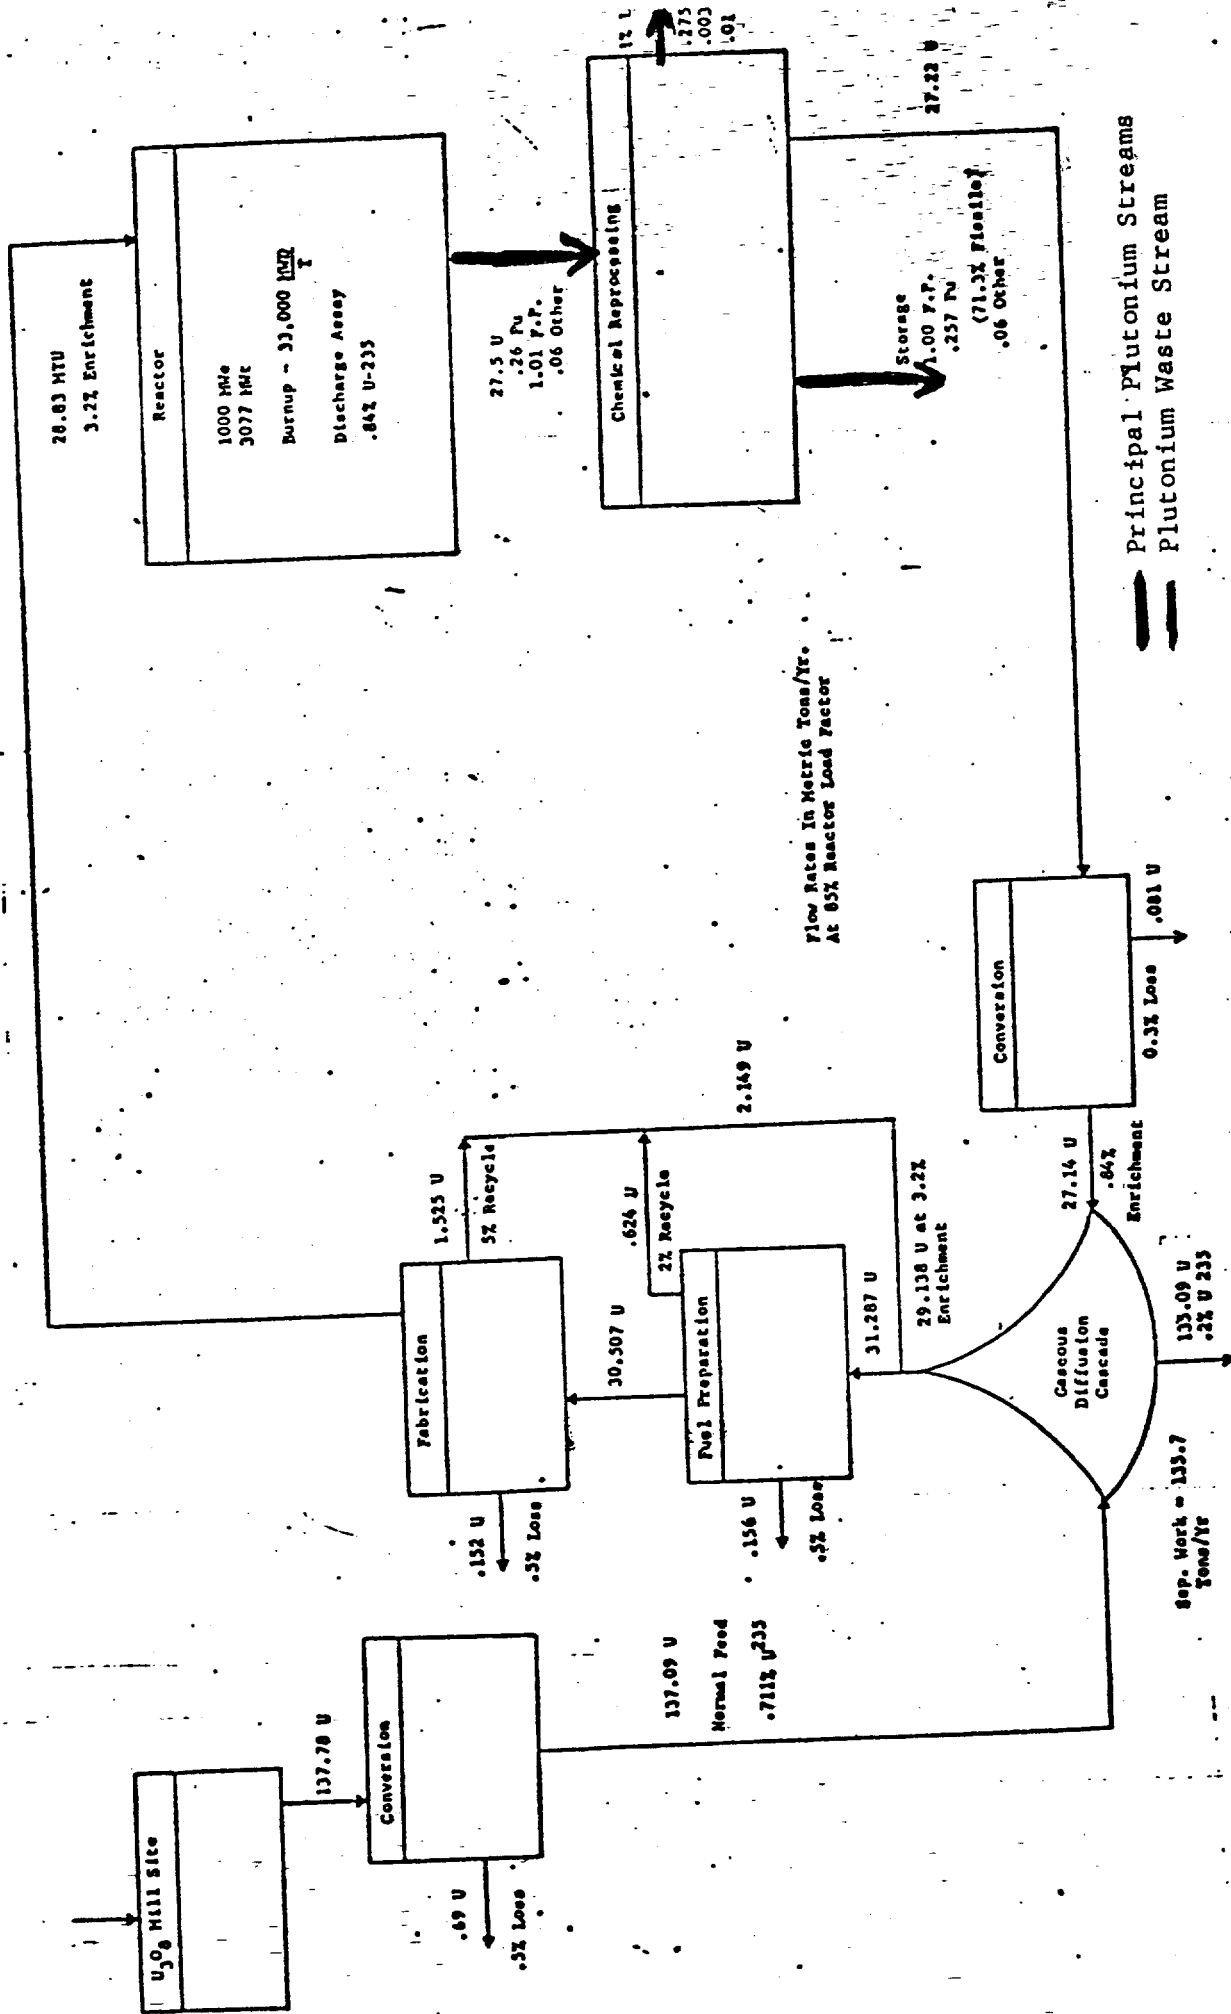 U3O8 Mill Site
137.78 U
Conversion
.69 U
.5% Loss
137.09 U
Normal Feed
.711% U235
Sep. Work = 135.7
Tons/Yr
Gaseous
Diffusion
Cascade
135.09 U
.2% U 235
27.14 U
.84%
Enrichment
29.138 U at 3.2%
Enrichment
31.287 U
Fuel Preparation
.156 U
.5% Loss
.624 U
2% Recycle
2.149 U
30.507 U
Fabrication
.152 U
.5% Loss
1.525 U
5% Recycle
28.83 MTU
3.2% Enrichment
Reactor
1000 MWe
3077 MWt
Burnup ~ 33,000 MWD
T
Discharge Assay
.84% U-235
27.5 U
.26 Pu
1.01 F.P.
.06 Other
Chemical Reprocessing
1% L
.275
.003
.01
Storage
1.00 F.P.
.257 Pu
(71.3% Fissile)
.06 Other
27.22 U
Conversion
0.3% Loss
.081 U
Flow Rates In Metric Tons/Yr.
At 85% Reactor Load Factor
Principal Plutonium Streams
Plutonium Waste Stream